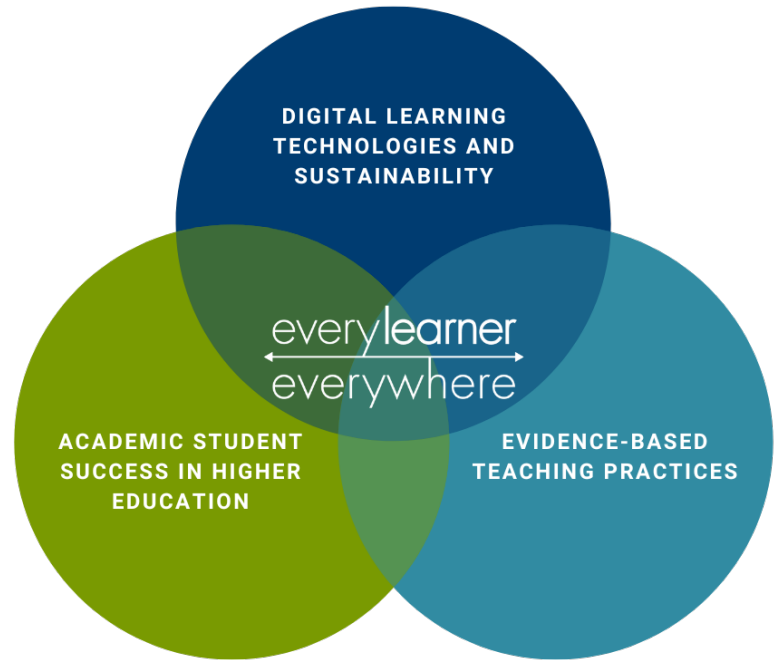 DIGITAL LEARNING
TECHNOLOGIES AND
SUSTAINABILITY
everylearner
everywhere
ACADEMIC STUDENT
SUCCESS IN HIGHER
EDUCATION
EVIDENCE-BASED
TEACHING PRACTICES